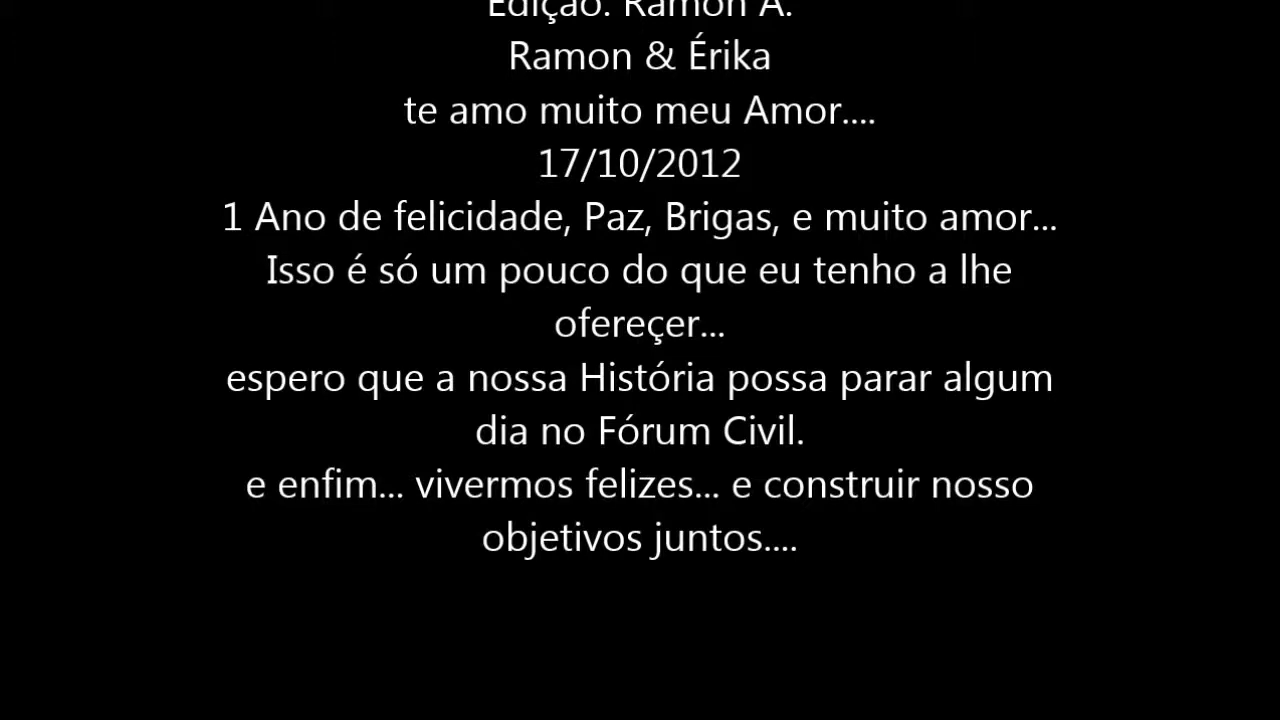 Edição: Ramon A.
Ramon & Érika
te amo muito meu Amor....
17/10/2012
1 Ano de felicidade, Paz, Brigas, e muito amor...
Isso é só um pouco do que eu tenho a lhe
ofereçer...
espero que a nossa História possa parar algum
dia no Fórum Civil.
e enfim... vivermos felizes... e construir nosso
objetivos juntos....